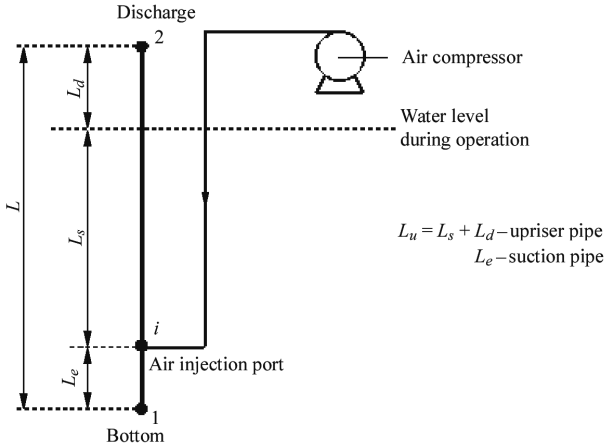 Discharge
2
Air compressor
L_d
Water level
during operation
L
L_s
L_u = L_s + L_d – upriser pipe
L_e – suction pipe
i
Air injection port
L_e
1
Bottom